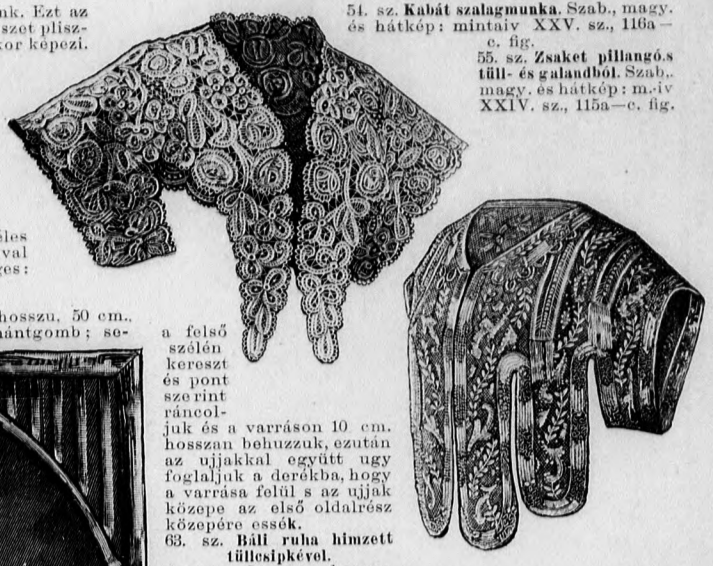 nk. Ezt az
szet plisz-
kor képezi.
54. sz. Kabát szalagmunka. Szab., magy.
és hátkép: mintaiv XXV. sz., 116a—
c. fig.
55. sz. Zsaket pillangó.s
tüll- és galandból. Szab.,
magy. és hátkép: m.-iv
XXIV. sz., 115a—c. fig.
éles
val
ges:
hosszu, 50 cm.,
mántgomb; se-
a felső
szélén
kereszt
és pont
szerint
ráncol-
juk és a varráson 10 cm.
hosszan behuzzuk, ezután
az ujjakkal együtt ugy
foglaljuk a derékba, hogy
a varrása felül s az ujjak
közepe az első oldalrész
közepére essék.
63. sz. Báli ruha himzett
tüllcsipkével.